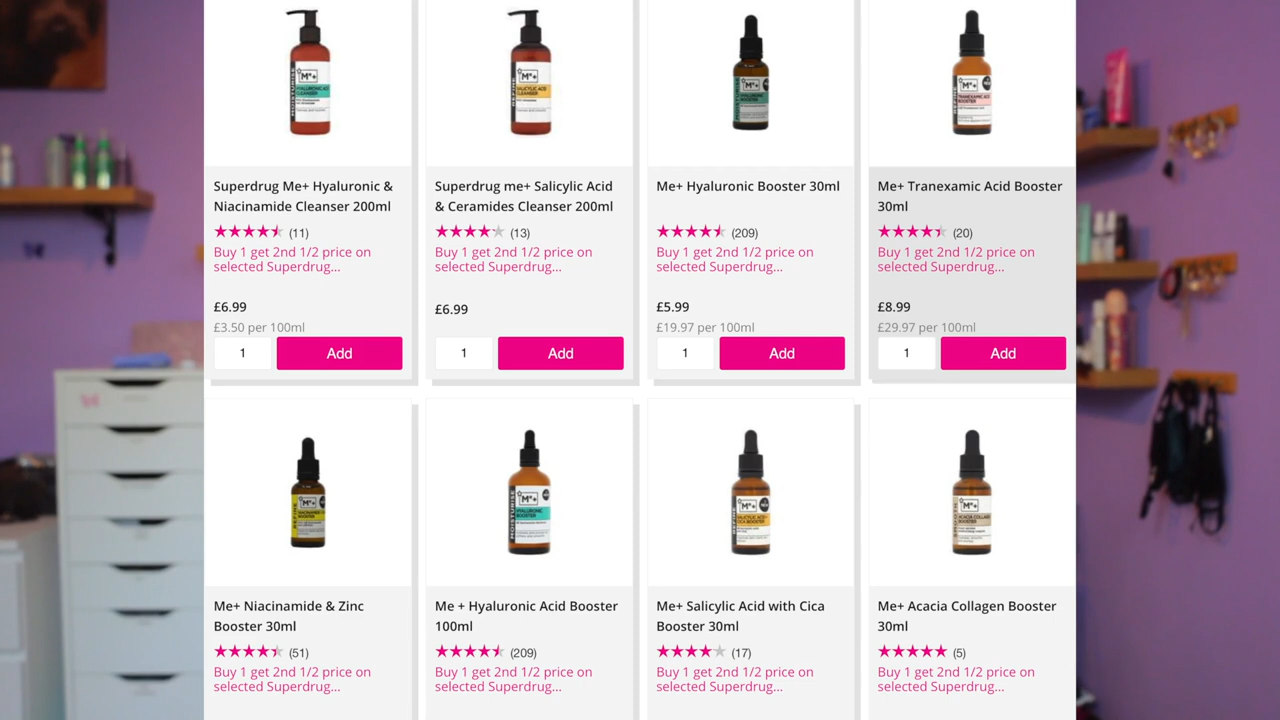 Superdrug Me+ Hyaluronic &
Niacinamide Cleanser 200ml
(11)
Buy 1 get 2nd 1/2 price on
selected Superdrug...
£6.99
£3.50 per 100ml
1
Add
Superdrug me+ Salicylic Acid
& Ceramides Cleanser 200ml
(13)
Buy 1 get 2nd 1/2 price on
selected Superdrug...
£6.99
1
Add
Me+ Hyaluronic Booster 30ml
(209)
Buy 1 get 2nd 1/2 price on
selected Superdrug...
£5.99
£19.97 per 100ml
1
Add
Me+ Tranexamic Acid Booster
30ml
(20)
Buy 1 get 2nd 1/2 price on
selected Superdrug...
£8.99
£29.97 per 100ml
1
Add
Me+ Niacinamide & Zinc
Booster 30ml
(51)
Buy 1 get 2nd 1/2 price on
selected Superdrug...
Me + Hyaluronic Acid Booster
100ml
(209)
Buy 1 get 2nd 1/2 price on
selected Superdrug...
Me+ Salicylic Acid with Cica
Booster 30ml
(17)
Buy 1 get 2nd 1/2 price on
selected Superdrug...
Me+ Acacia Collagen Booster
30ml
(5)
Buy 1 get 2nd 1/2 price on
selected Superdrug...